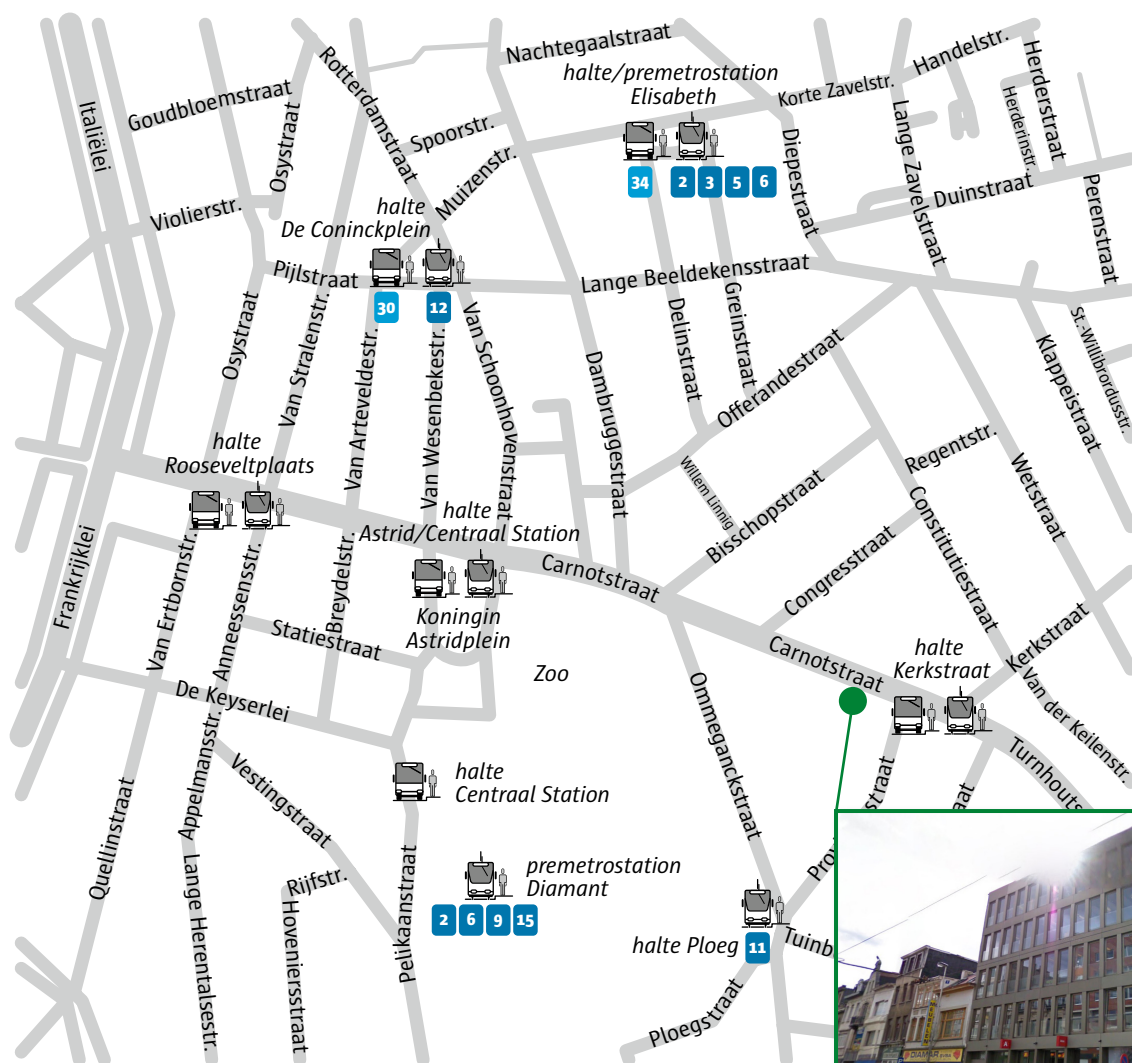 Nachtegaalstraat
Handelstr.
Herderstraat
halte/premetrostation
Elisabeth
Korte Zavelstr.
Rotterdamstraat
Italiëlei
Goudbloemstraat
Osystraat
Spoorstr.
Muizenstr.
Diepestraat
Lange Zavelstraat
Herderinstr.
34
2
3
5
6
Duinstraat
Perenstraat
Violierstr.
halte
De Coninckplein
Pijlstraat
Lange Beeldekensstraat
30
12
Osystraat
Van Stralenstr.
Van Arteveldestr.
Van Wesenbekestr.
Van Schoonhovenstraat
Dambruggestraat
Delinstraat
Greinstraat
Offerandestraat
Klappeistraat
St.-Willibrordusstr.
halte
Rooseveltplaats
Willem Linnig
Regentstr.
Wetstraat
Bisschopstraat
Constitutiestraat
Congresstraat
halte
Astrid/Centraal Station
Carnotstraat
Koningin
Astridplein
Frankrijklei
Van Ertbornstr.
Anneessensstr.
Breydelstr.
Statiestraat
Zoo
De Keyserlei
Ommeganckstraat
Carnotstraat
halte
Kerkstraat
Kerkstraat
Van der Keilenstr.
Turnhouts
halte
Centraal Station
Quellinstraat
Appelmansstr.
Vestingstraat
Pelikaanstraat
Provi
straat
aat
premetrostation
Diamant
2
6
9
15
Rijfstr.
Lange Herentalsestr.
Hoveniersstraat
halte Ploeg
11
Tuinb
Ploegstraat
DIAMAR